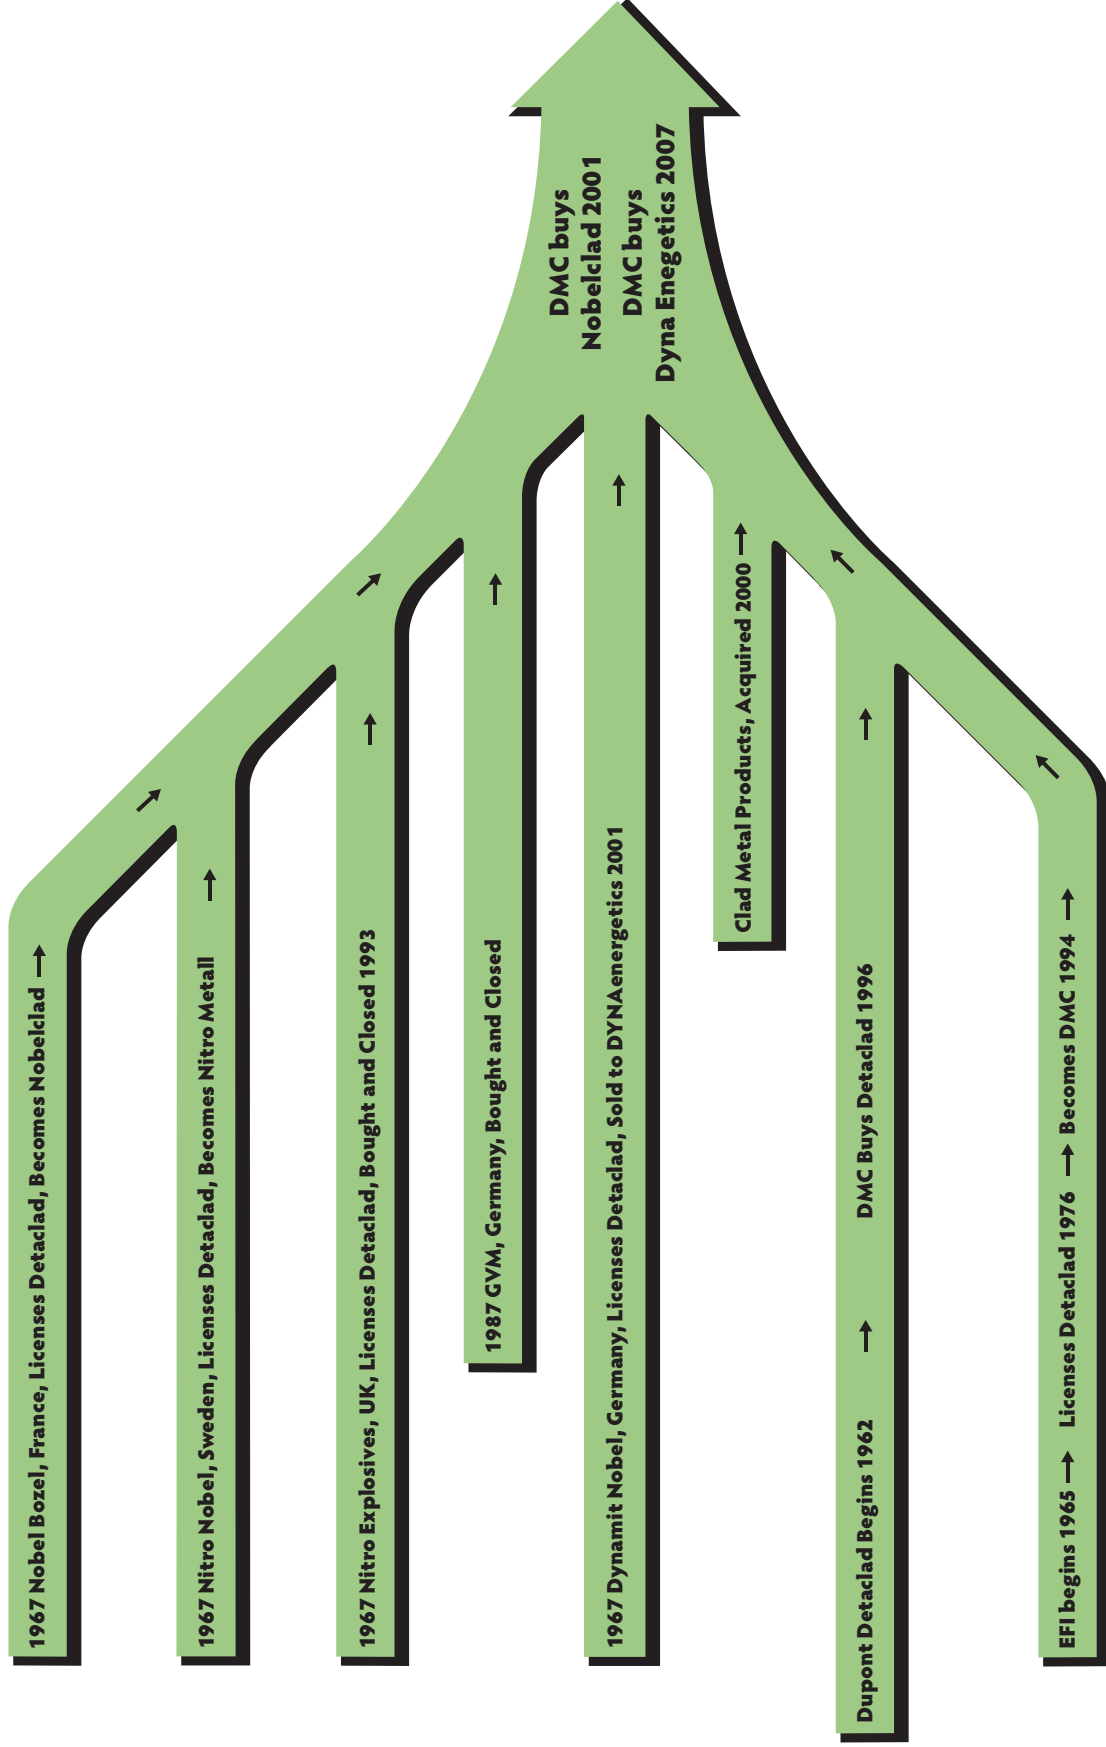 1967 Nobel Bozel, France, Licenses Detaclad, Becomes Nobelclad
1967 Nitro Nobel, Sweden, Licenses Detaclad, Becomes Nitro Metall
1967 Nitro Explosives, UK, Licenses Detaclad, Bought and Closed 1993
1987 GVM, Germany, Bought and Closed
1967 Dynamit Nobel, Germany, Licenses Detaclad, Sold to DYNAenergetics 2001
Clad Metal Products, Acquired 2000
Dupont Detaclad Begins 1962 → DMC Buys Detaclad 1996
EFI begins 1965 → Licenses Detaclad 1976 → Becomes DMC 1994
DMC buys
Nobelclad 2001
DMC buys
Dyna Enegetics 2007